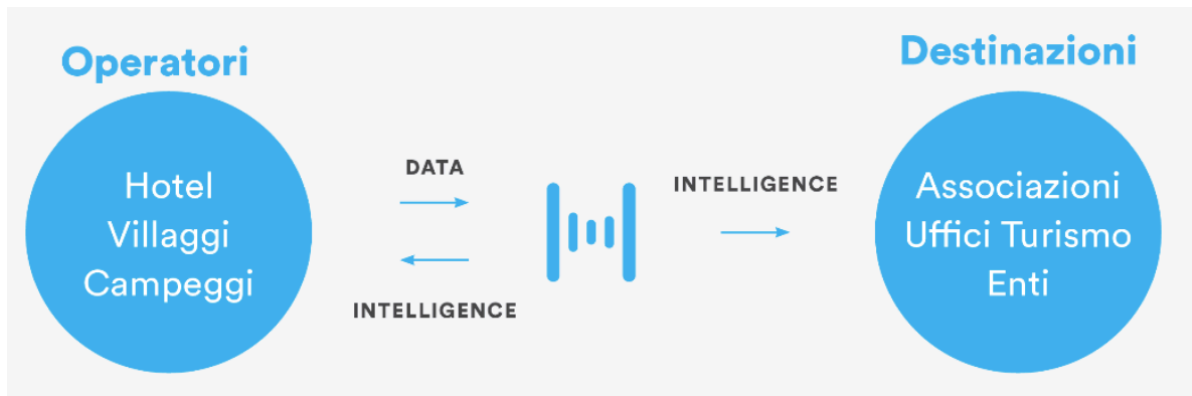 Operatori
Hotel
Villaggi
Campeggi
DATA
INTELLIGENCE
INTELLIGENCE
Destinazioni
Associazioni
Uffici Turismo
Enti